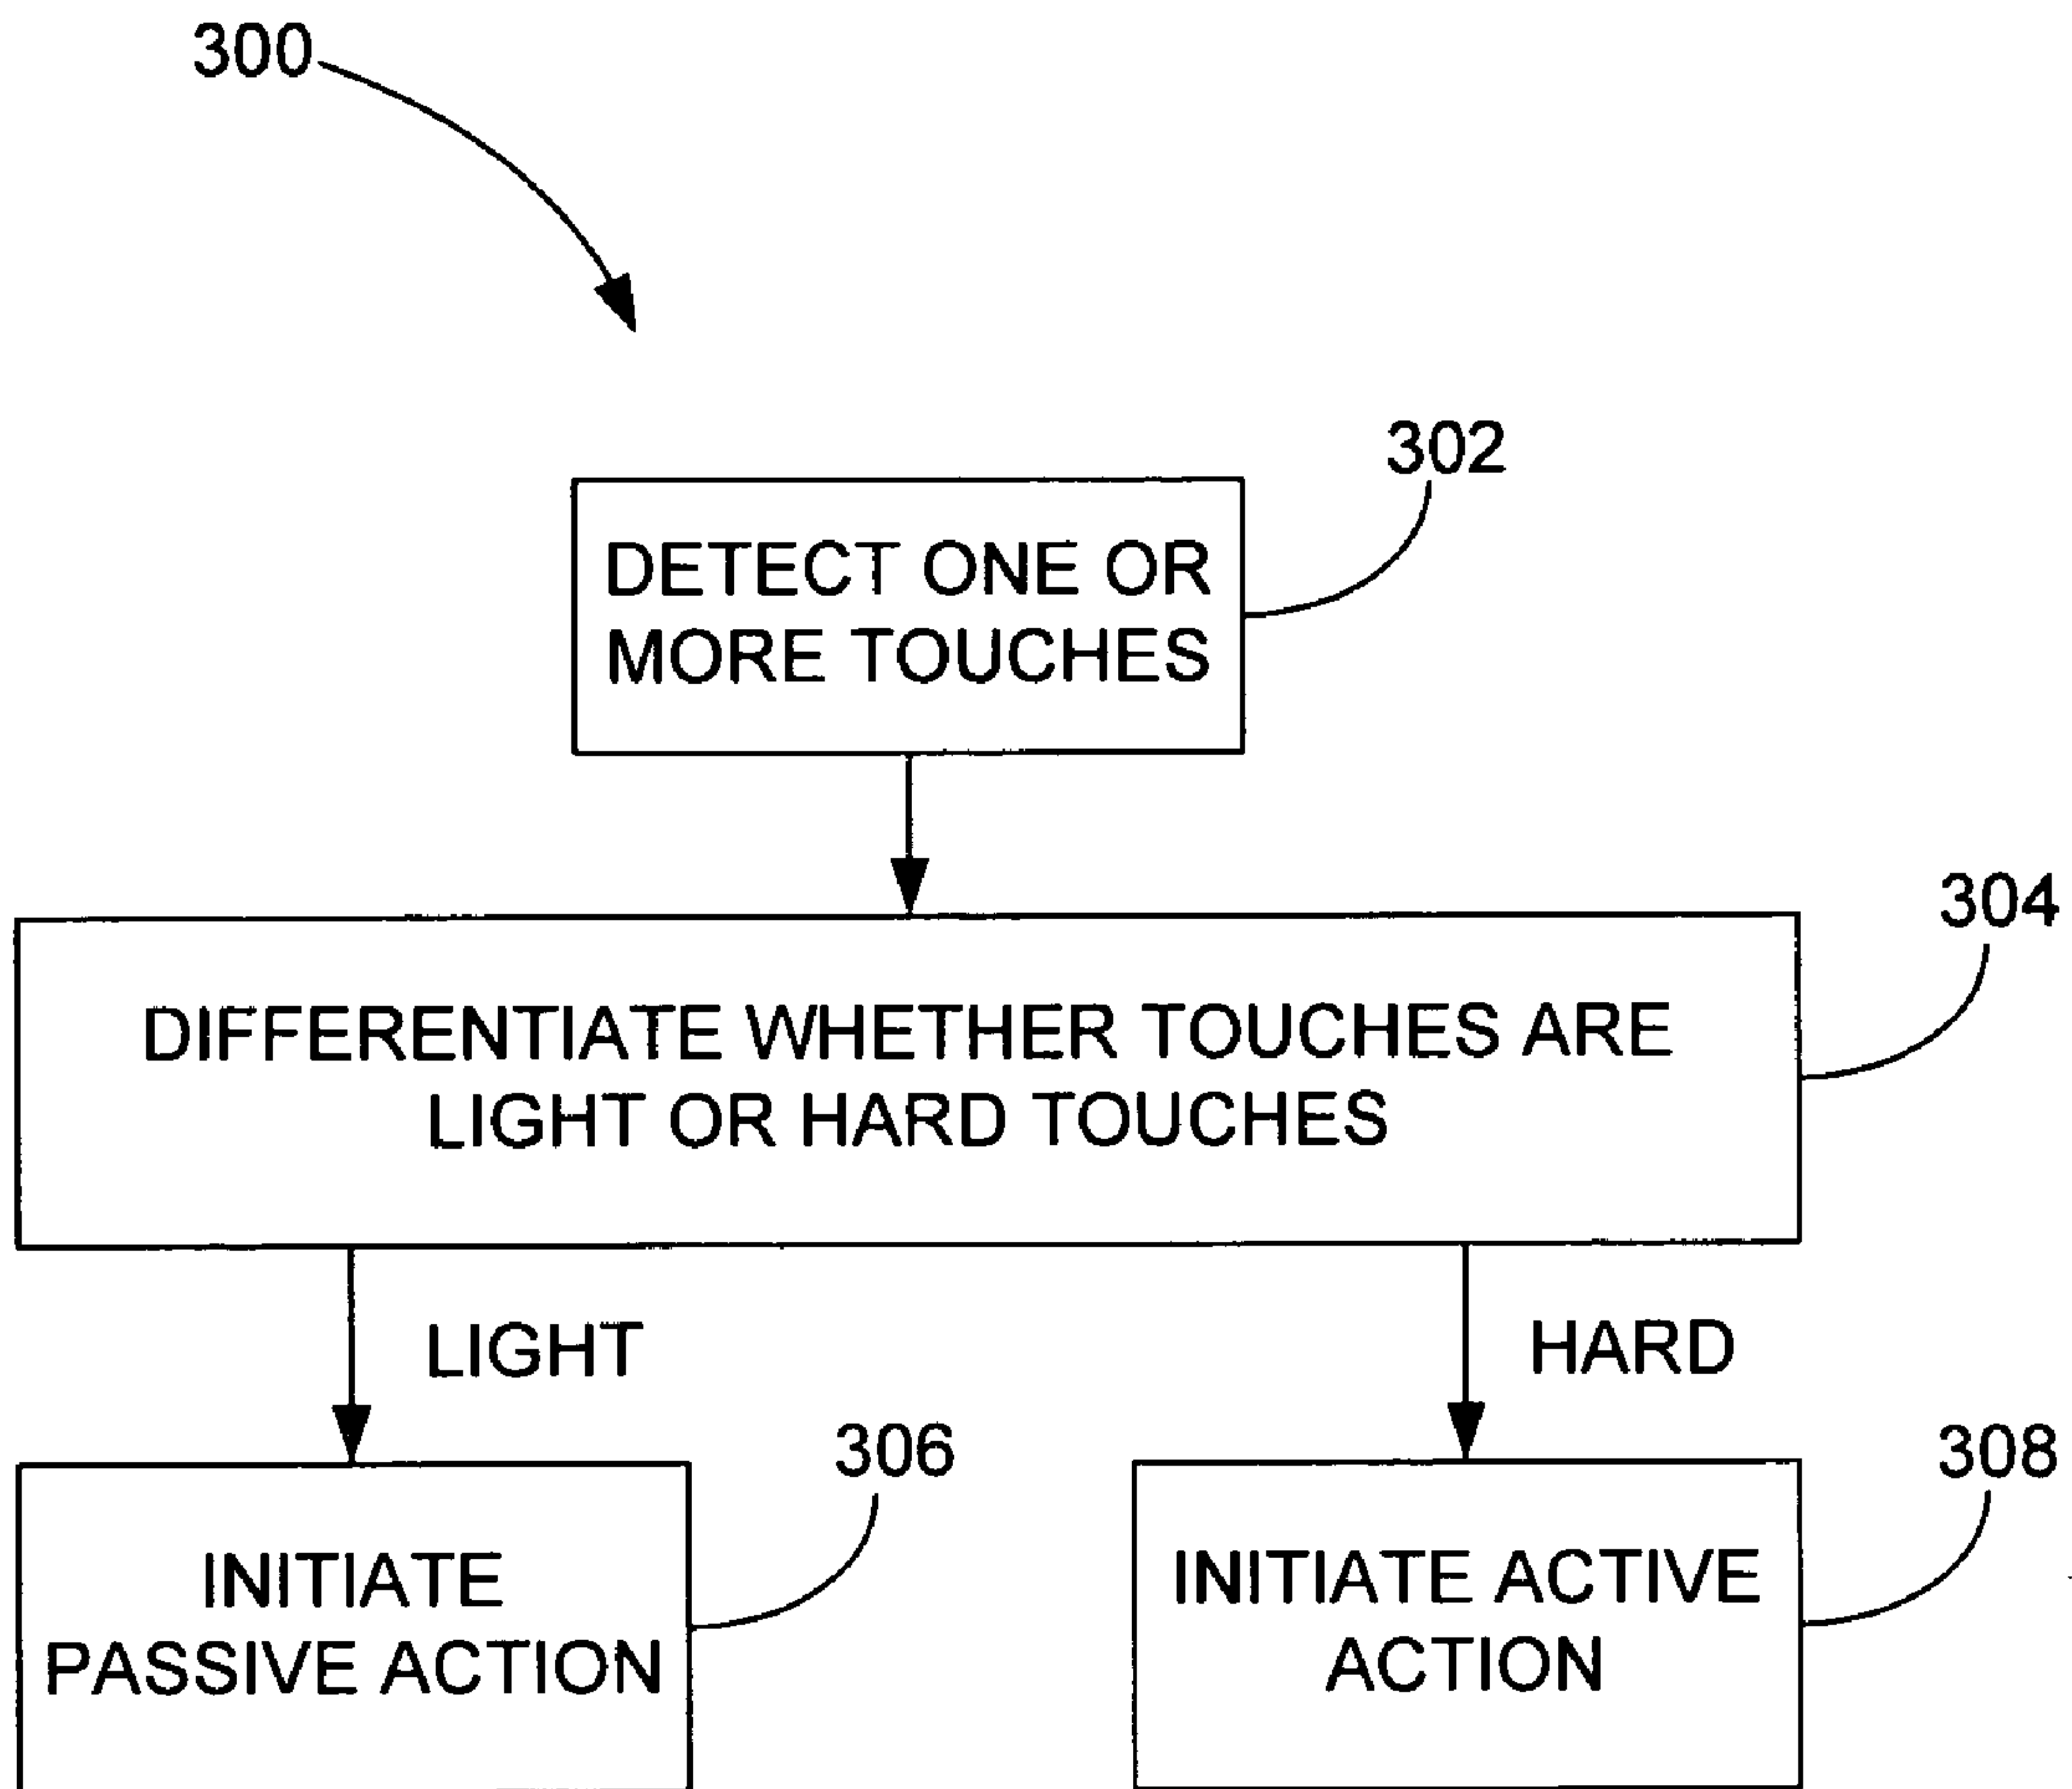 300
302
DETECT ONE OR
MORE TOUCHES
304
DIFFERENTIATE WHETHER TOUCHES ARE
LIGHT OR HARD TOUCHES
LIGHT
HARD
306
308
INITIATE
PASSIVE ACTION
INITIATE ACTIVE
ACTION